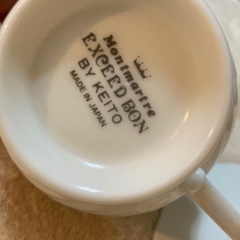 Montmartre
EXCEED BON
BY KEITO
MADE IN JAPAN